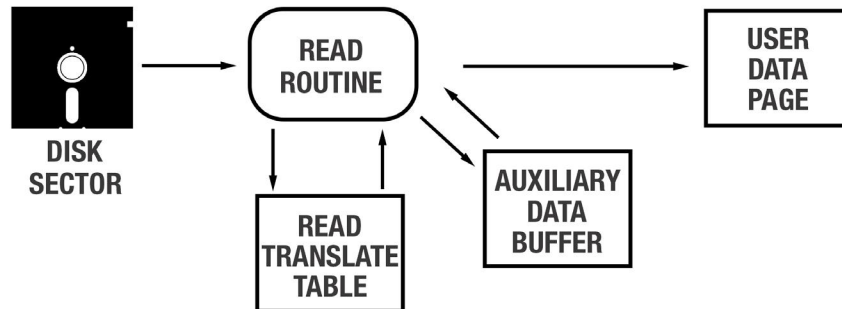 READ
ROUTINE
USER
DATA
PAGE
DISK
SECTOR
READ
TRANSLATE
TABLE
AUXILIARY
DATA
BUFFER